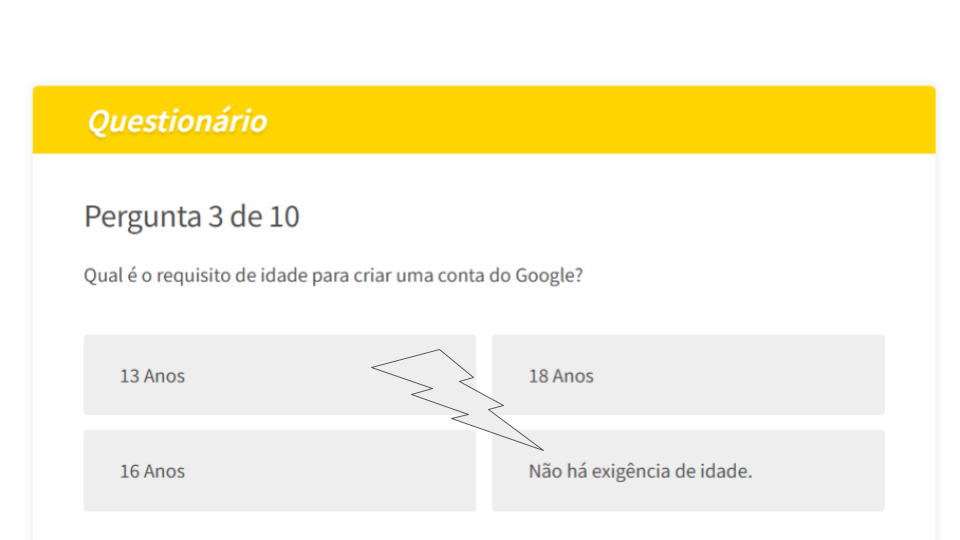 Questionário
Pergunta 3 de 10
Qual é o requisito de idade para criar uma conta do Google?
13 Anos
18 Anos
16 Anos
Não há exigência de idade.